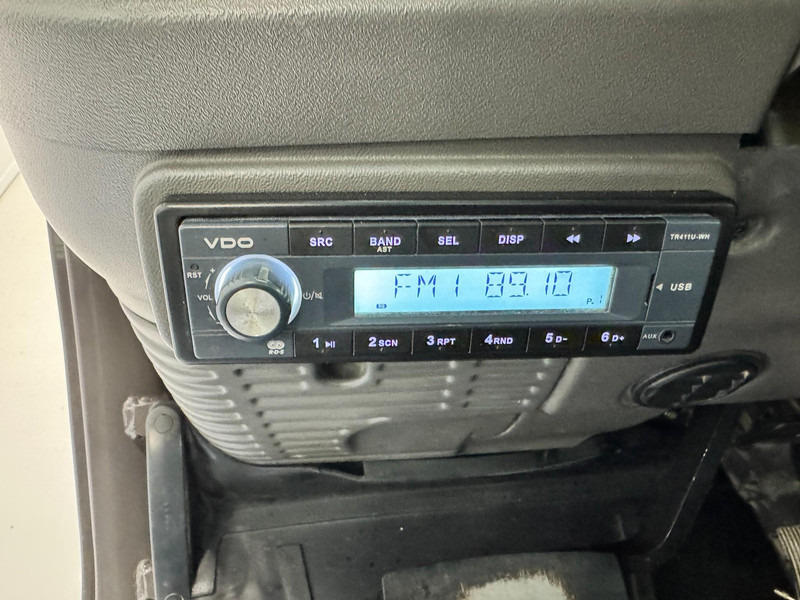 VDO
SRC
BAND
AST
SEL
DISP
TR411U-WH
RST
VOL
+
-
FM1 89.10
P.1
USB
AUX
R·D·S
1
2 SCN
3 RPT
4 RND
5 D-
6 D+